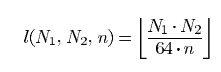 l(N₁, N₂, n) = ⌊(N₁ · N₂)/(64 · n)⌋